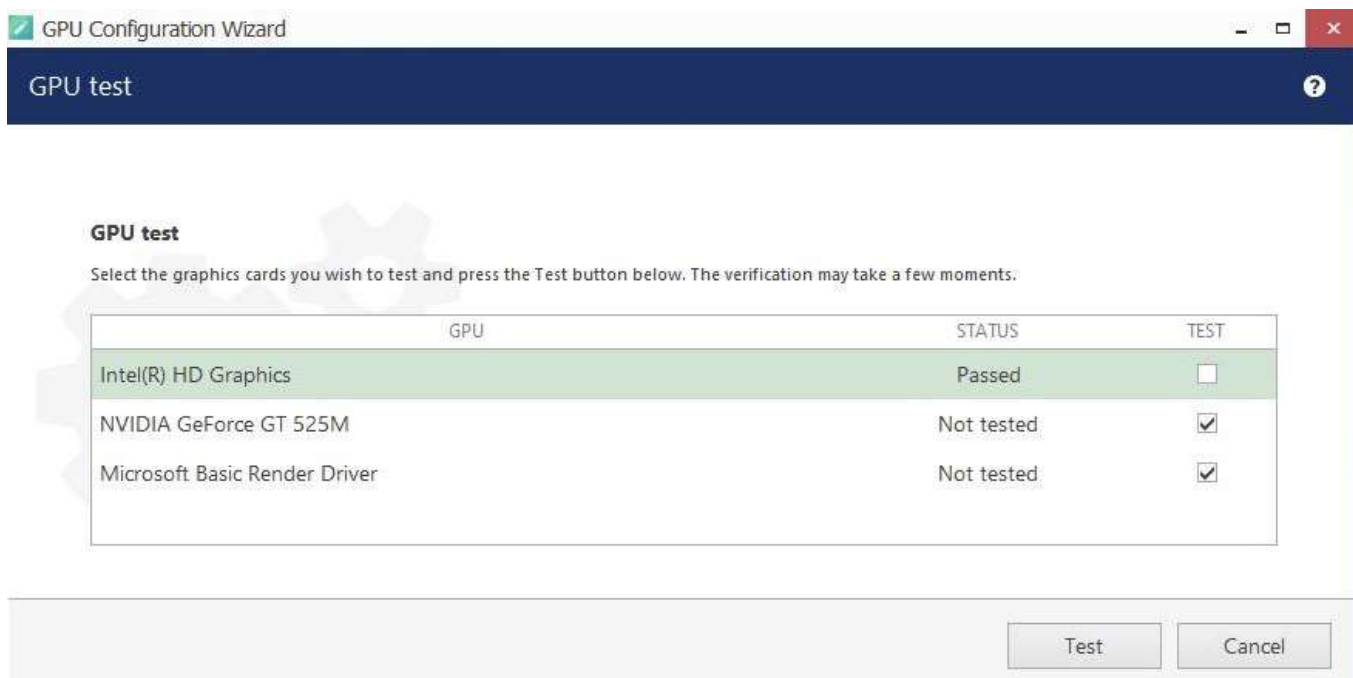 GPU Configuration Wizard
GPU test
GPU test
Select the graphics cards you wish to test and press the Test button below. The verification may take a few moments.
GPU STATUS TEST
Intel(R) HD Graphics Passed
NVIDIA GeForce GT 525M Not tested
Microsoft Basic Render Driver Not tested
Test Cancel